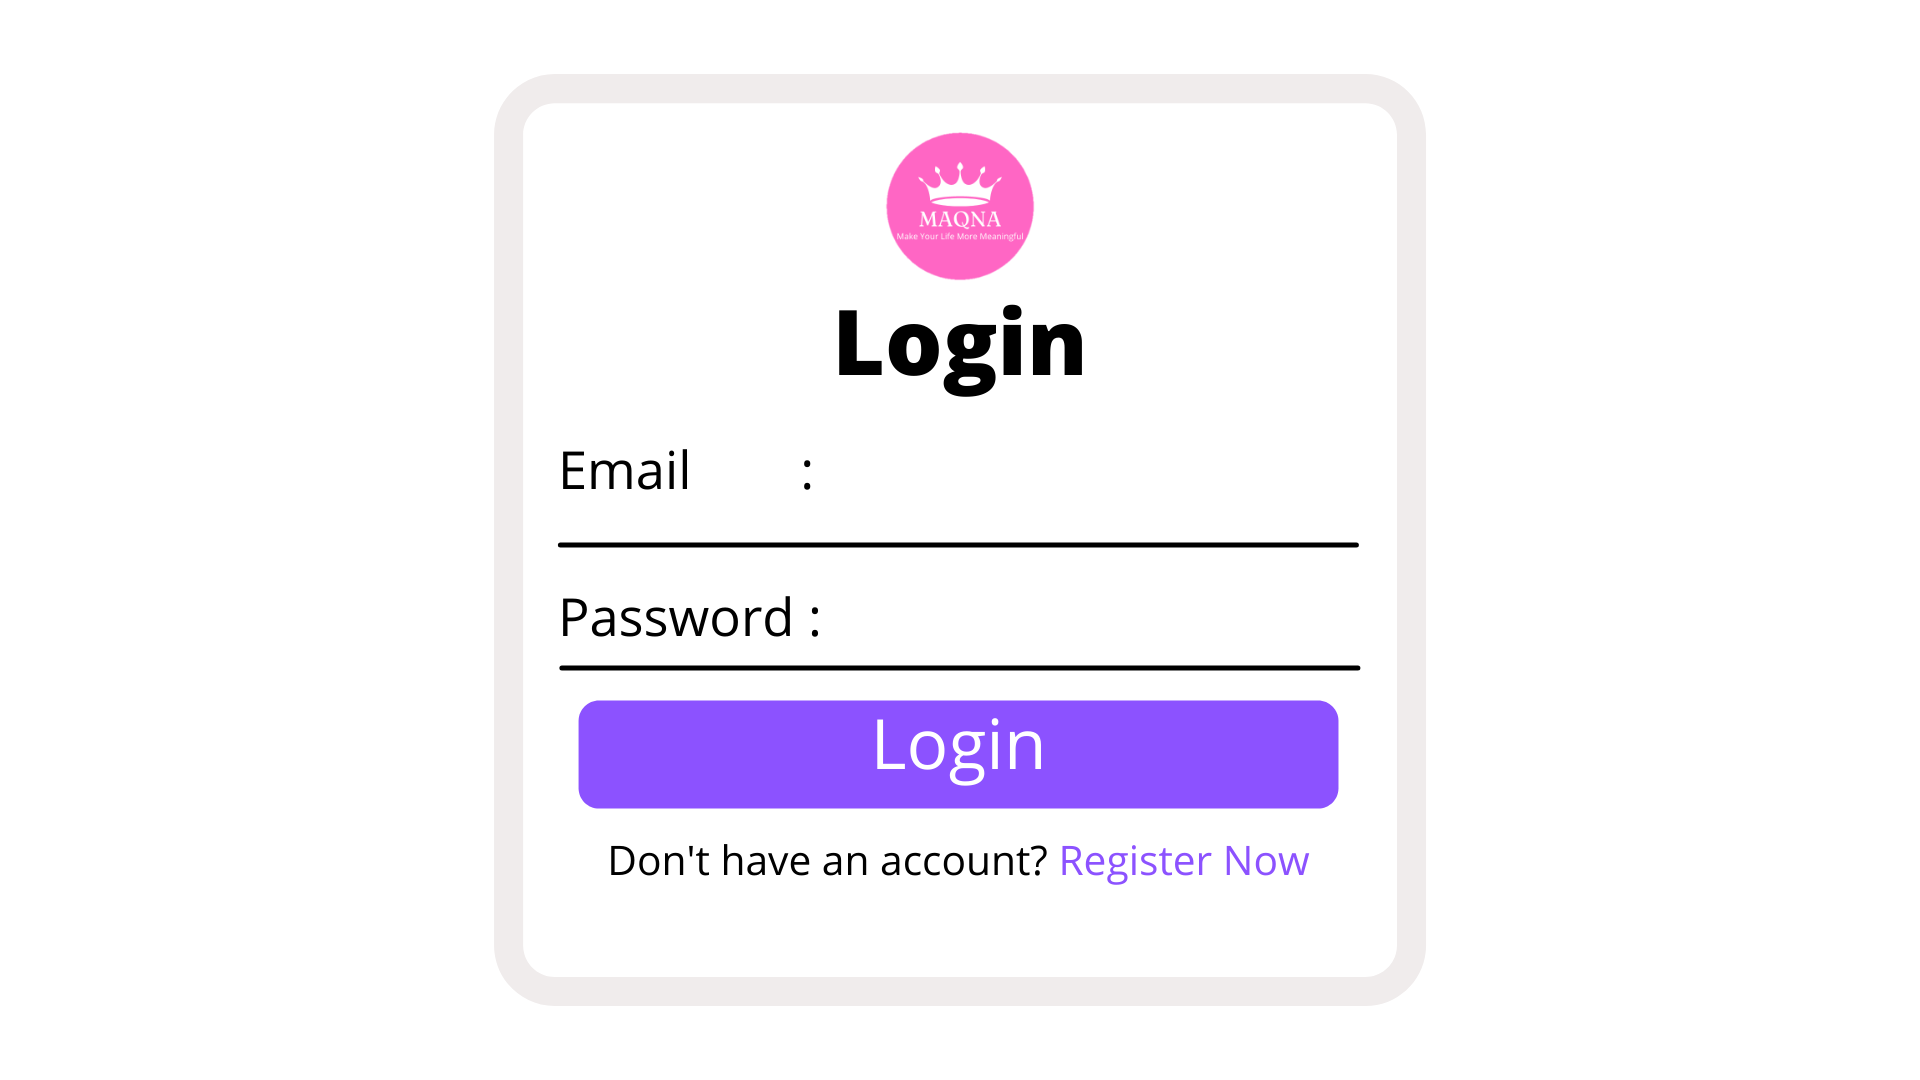 MAQNA
Make Your Life More Meaningful
Login
Email :
Password :
Login
Don't have an account? Register Now